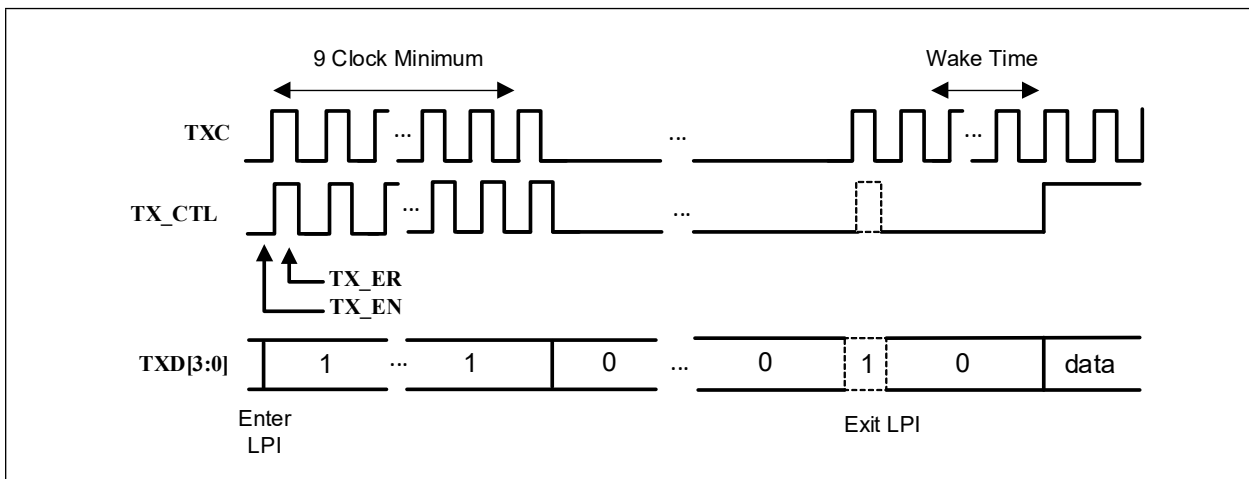 9 Clock Minimum
Wake Time
TXC
...
...
...
TX_CTL
...
...
TX_ER
TX_EN
TXD[3:0]
1 ... 1 0 ... 0 1 0 data
Enter
LPI
Exit LPI